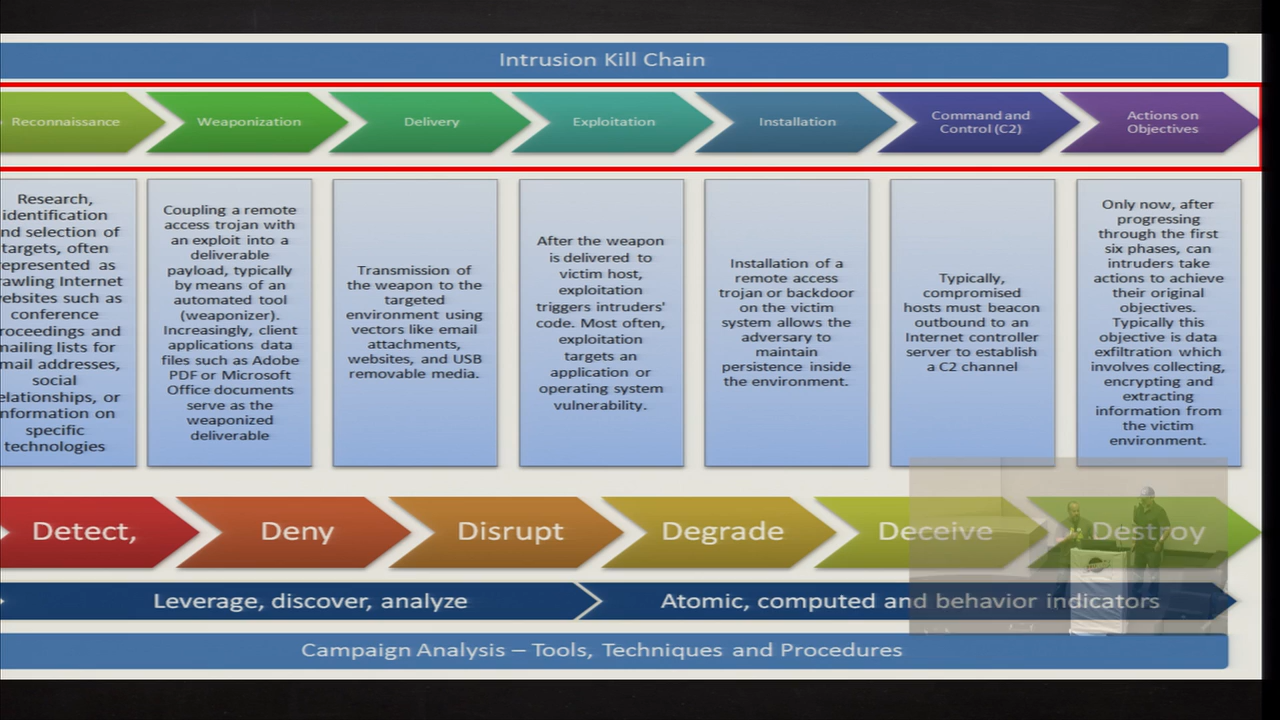 Intrusion Kill Chain
Reconnaissance
Weaponization
Delivery
Exploitation
Installation
Command and
Control (C2)
Actions on
Objectives
Research,
identification
nd selection of
targets, often
epresented as
awling Internet
ebsites such as
conference
roceedings and
nailing lists for
mail addresses,
social
elationships, or
nformation on
specific
technologies
Coupling a remote
access trojan with
an exploit into a
deliverable
payload, typically
by means of an
automated tool
(weaponizer).
Increasingly, client
applications data
files such as Adobe
PDF or Microsoft
Office documents
serve as the
weaponized
deliverable
Transmission of
the weapon to the
targeted
environment using
vectors like email
attachments,
websites, and USB
removable media.
After the weapon
is delivered to
victim host,
exploitation
triggers intruders'
code. Most often,
exploitation
targets an
application or
operating system
vulnerability.
Installation of a
remote access
trojan or backdoor
on the victim
system allows the
adversary to
maintain
persistence inside
the environment.
Typically,
compromised
hosts must beacon
outbound to an
Internet controller
server to establish
a C2 channel
Only now, after
progressing
through the first
six phases, can
intruders take
actions to achieve
their original
objectives.
Typically this
objective is data
exfiltration which
involves collecting,
encrypting and
extracting
information from
the victim
environment.
Detect,
Deny
Disrupt
Degrade
Deceive
Destroy
Leverage, discover, analyze
Atomic, computed and behavior indicators
Campaign Analysis – Tools, Techniques and Procedures